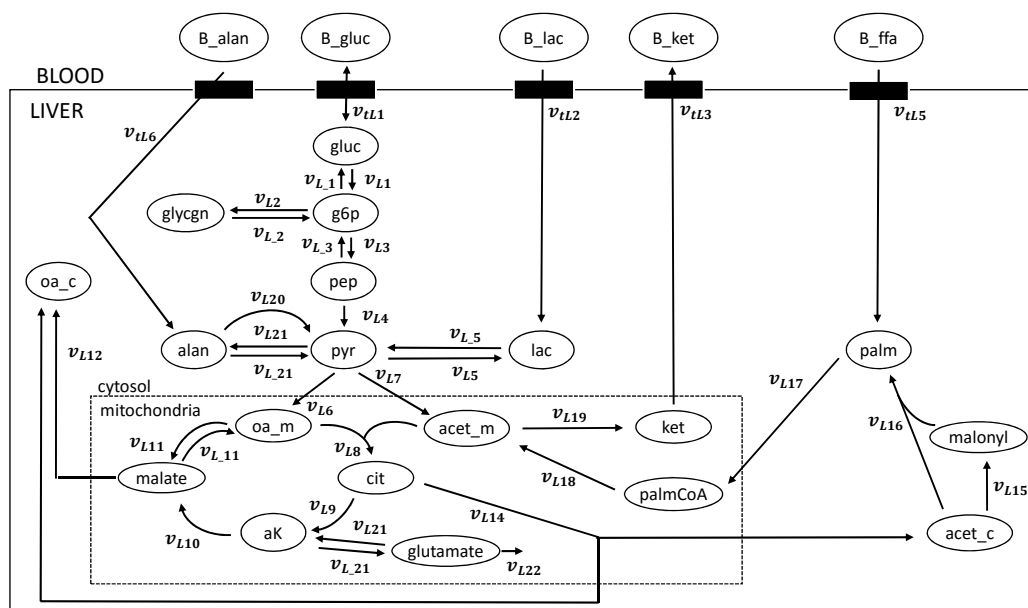 B_alan B_gluc B_lac B_ket B_ffa
BLOOD
LIVER
v_tL6 v_tL1 v_tL2 v_tL3 v_tL5
gluc
v_L_1 v_L1
glycgn v_L2 g6p
v_L_2
v_L_3 v_L3
oa_c pep
v_L20 v_L4
v_L12 alan v_L21 pyr v_L_5 lac palm
v_L_21 v_L7 v_L5 v_L17
cytosol
mitochondria v_L6
oa_m acet_m v_L19 ket v_L16 malonyl
v_L11 v_L_11 v_L8
malate cit v_L18 palmCoA v_L15
v_L9 v_L14
v_L10 aK v_L21 acet_c
glutamate
v_L_21 v_L22